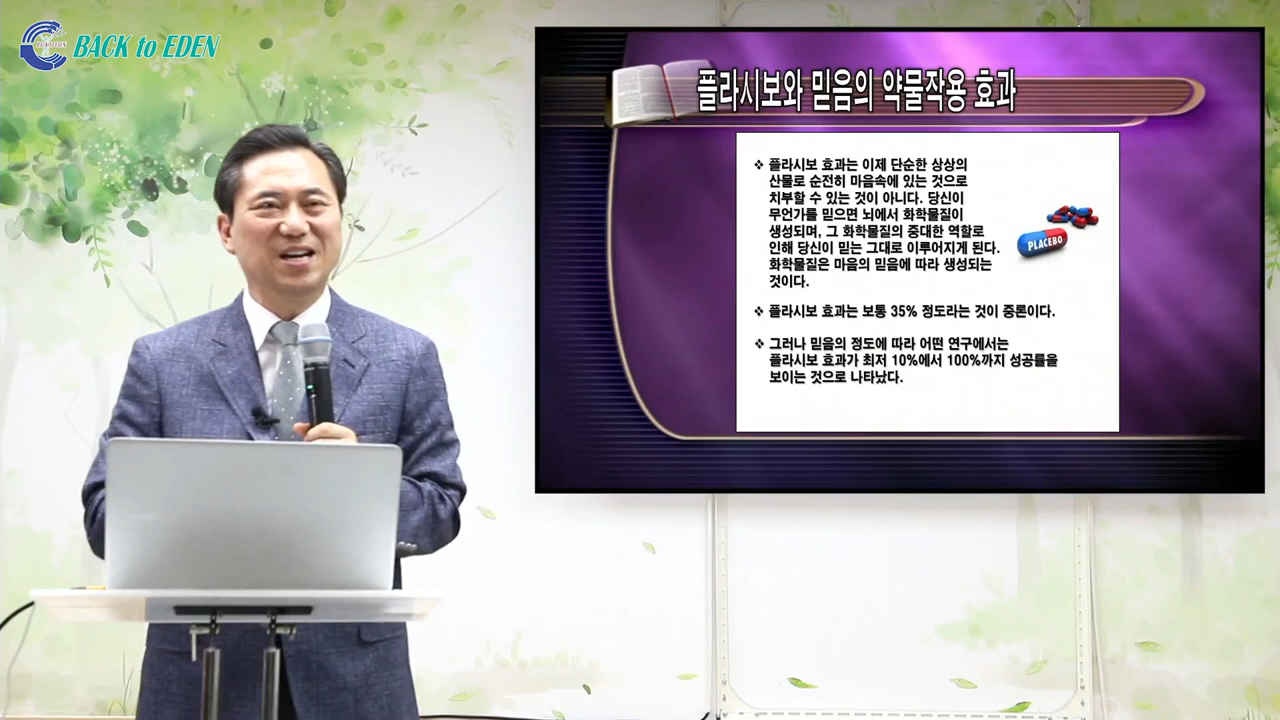 BACK to EDEN
플라시보와 믿음의 약물작용 효과
❖ 플라시보 효과는 이제 단순한 상상의
산물로 순전히 마음속에 있는 것으로
치부할 수 있는 것이 아니다. 당신이
무언가를 믿으면 뇌에서 화학물질이
생성되며, 그 화학물질의 중대한 역할로
인해 당신이 믿는 그대로 이루어지게 된다.
화학물질은 마음의 믿음에 따라 생성되는
것이다.
PLACEBO
❖ 플라시보 효과는 보통 35% 정도라는 것이 중론이다.
❖ 그러나 믿음의 정도에 따라 어떤 연구에서는
플라시보 효과가 최저 10%에서 100%까지 성공률을
보이는 것으로 나타났다.